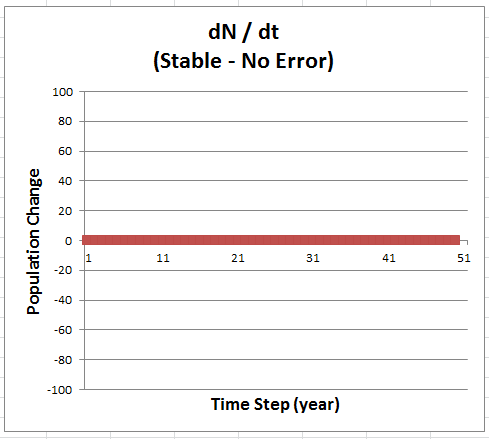 dN / dt
(Stable - No Error)
100
80
60
40
20
0
-20
-40
-60
-80
-100
1 11 21 31 41 51
Population Change
Time Step (year)